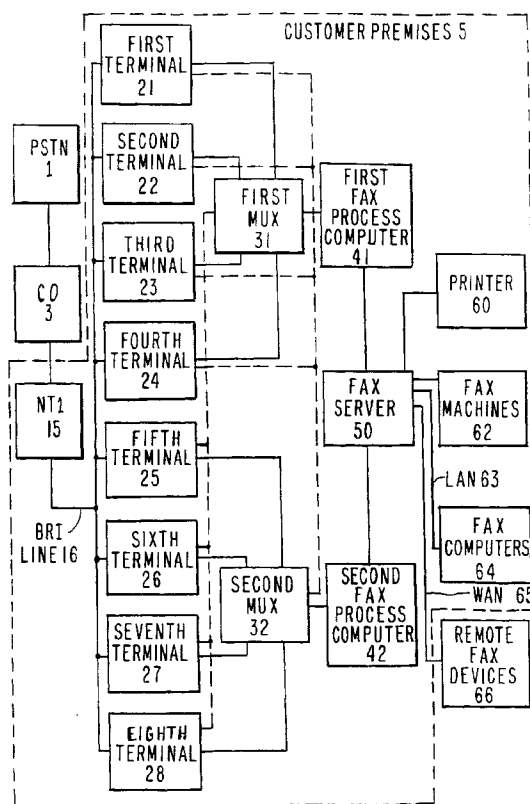 CUSTOMER PREMISES 5
FIRST
TERMINAL
21
PSTN
1
SECOND
TERMINAL
22
FIRST
MUX
31
FIRST
FAX
PROCESS
COMPUTER
41
THIRD
TERMINAL
23
CO
3
PRINTER
60
FOURTH
TERMINAL
24
NT1
15
FAX
SERVER
50
FAX
MACHINES
62
FIFTH
TERMINAL
25
LAN 63
BRI
LINE 16
SIXTH
TERMINAL
26
FAX
COMPUTERS
64
SECOND
MUX
32
SECOND
FAX
PROCESS
COMPUTER
42
WAN 65
SEVENTH
TERMINAL
27
REMOTE
FAX
DEVICES
66
EIGHTH
TERMINAL
28